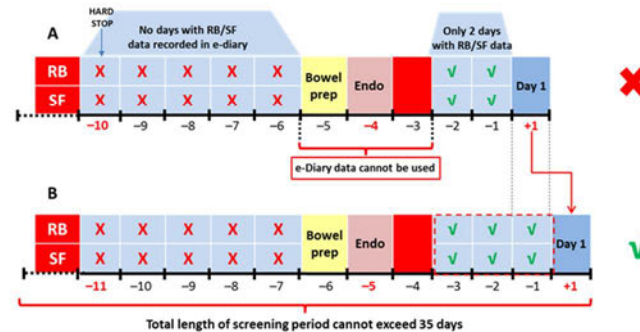 HARD
STOP
A
No days with RB/SF
data recorded in e-diary
Only 2 days
with RB/SF data
RB X X X X X Bowel prep Endo √ √ Day 1
SF X X X X X √ √
–10 –9 –8 –7 –6 –5 –4 –3 –2 –1 +1
e-Diary data cannot be used
B
RB X X X X X Bowel prep Endo √ √ √ Day 1
SF X X X X X √ √ √
–11 –10 –9 –8 –7 –6 –5 –4 –3 –2 –1 +1
Total length of screening period cannot exceed 35 days